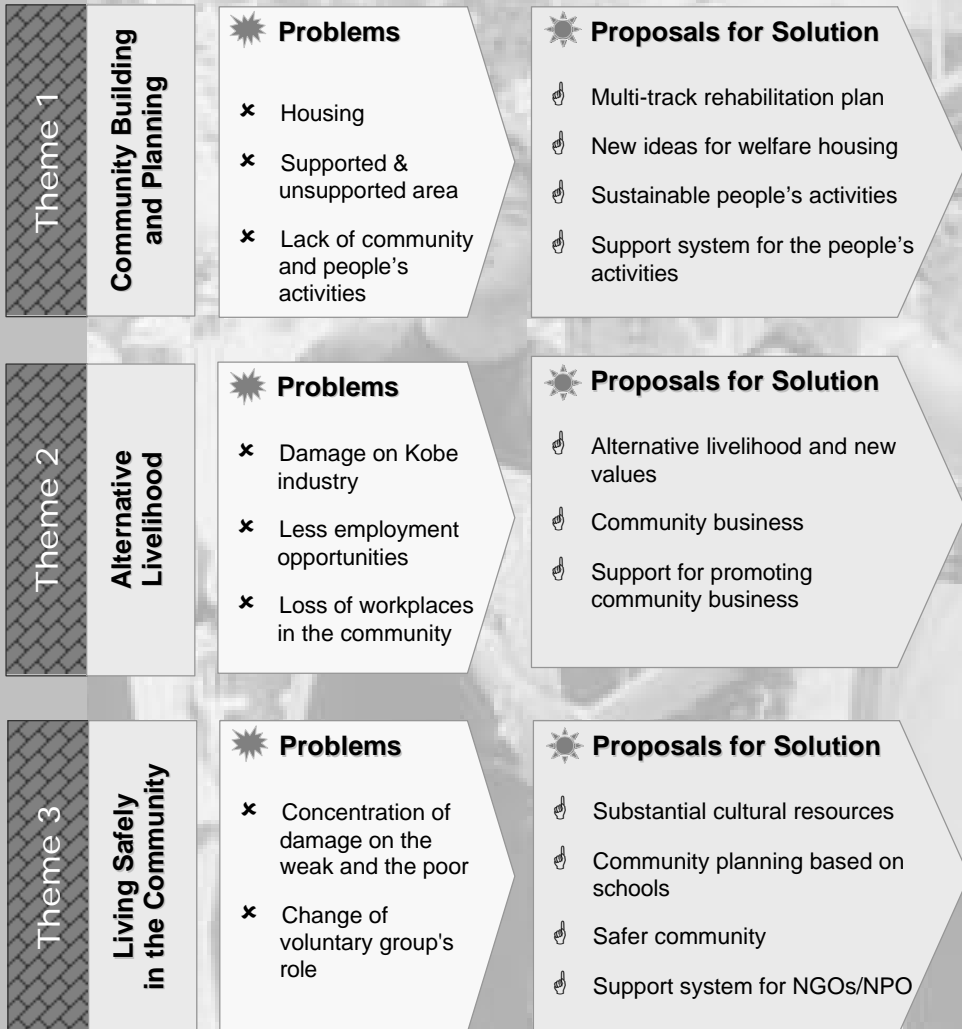 Theme 1
Community Building
and Planning
Problems
Housing
Supported &
unsupported area
Lack of community
and people's
activities
Proposals for Solution
Multi-track rehabilitation plan
New ideas for welfare housing
Sustainable people's activities
Support system for the people's
activities
Theme 2
Alternative
Livelihood
Problems
Damage on Kobe
industry
Less employment
opportunities
Loss of workplaces
in the community
Proposals for Solution
Alternative livelihood and new
values
Community business
Support for promoting
community business
Theme 3
Living Safely
in the Community
Problems
Concentration of
damage on the
weak and the poor
Change of
voluntary group's
role
Proposals for Solution
Substantial cultural resources
Community planning based on
schools
Safer community
Support system for NGOs/NPO